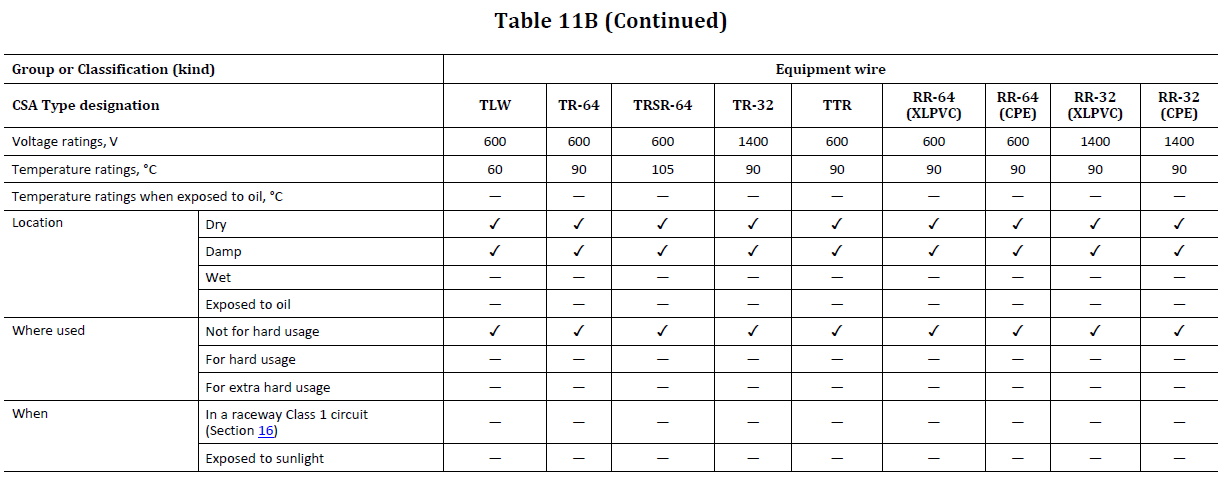 Table 11B (Continued)
Group or Classification (kind) Equipment wire
CSA Type designation TLW TR-64 TRSR-64 TR-32 TTR RR-64 (XLPVC) RR-64 (CPE) RR-32 (XLPVC) RR-32 (CPE)
Voltage ratings, V 600 600 600 1400 600 600 600 1400 1400
Temperature ratings, °C 60 90 105 90 90 90 90 90 90
Temperature ratings when exposed to oil, °C — — — — — — — — —
Location Dry ✓ ✓ ✓ ✓ ✓ ✓ ✓ ✓ ✓
Damp ✓ ✓ ✓ ✓ ✓ ✓ ✓ ✓ ✓
Wet — — — — — — — — —
Exposed to oil — — — — — — — — —
Where used Not for hard usage ✓ ✓ ✓ ✓ ✓ ✓ ✓ ✓ ✓
For hard usage — — — — — — — — —
For extra hard usage — — — — — — — — —
When In a raceway Class 1 circuit
(Section 16) — — — — — — — — —
Exposed to sunlight — — — — — — — — —